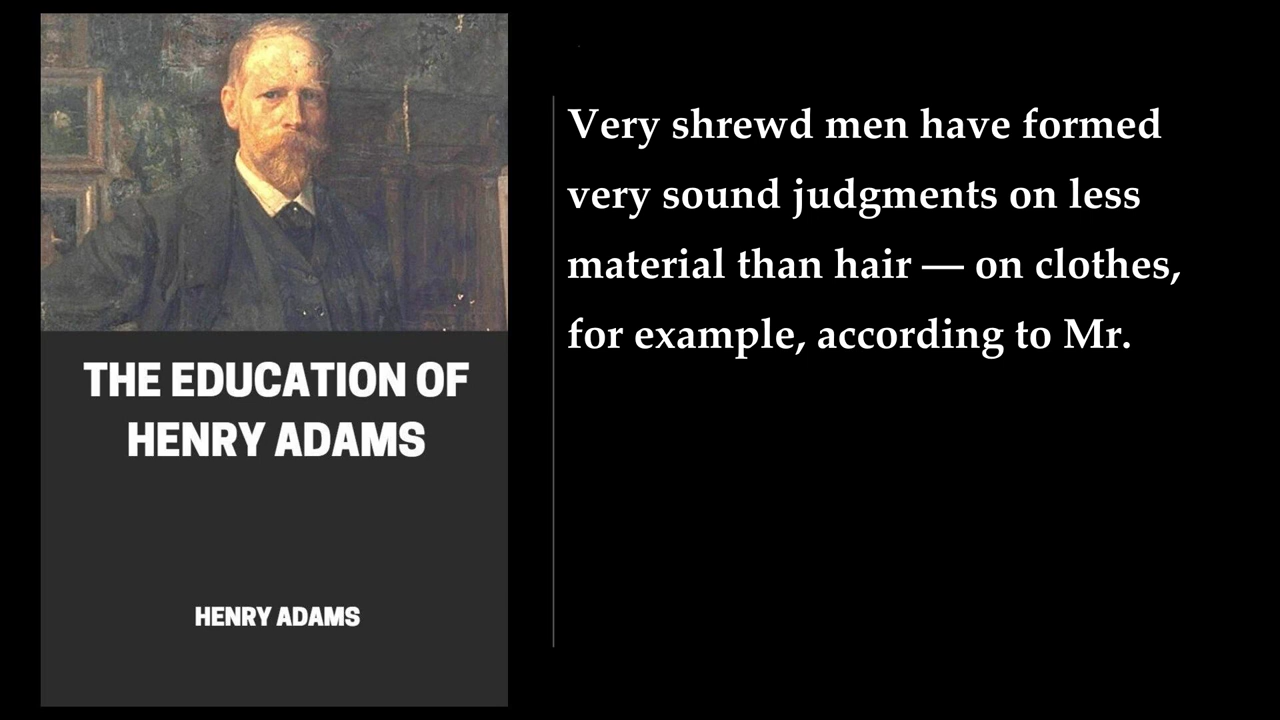 THE EDUCATION OF
HENRY ADAMS
HENRY ADAMS
Very shrewd men have formed
very sound judgments on less
material than hair — on clothes,
for example, according to Mr.